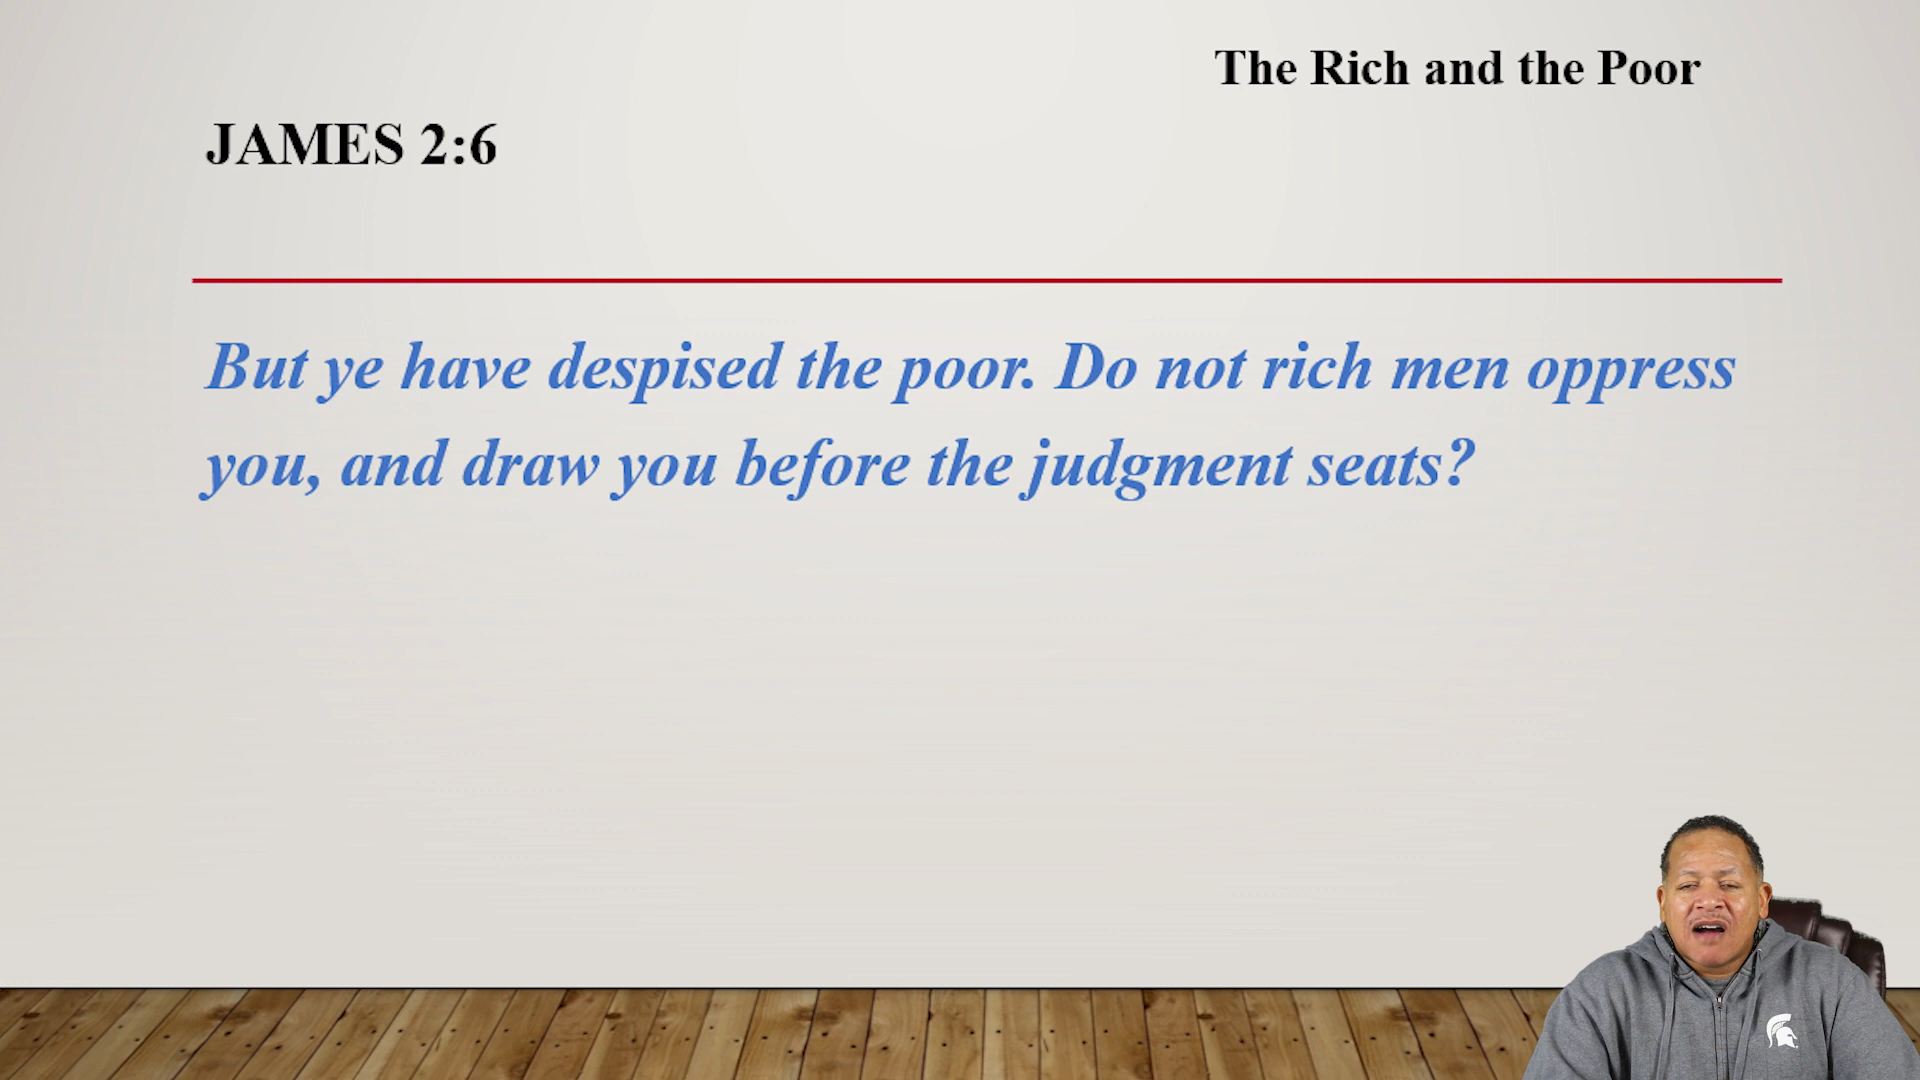 The Rich and the Poor
JAMES 2:6
But ye have despised the poor. Do not rich men oppress
you, and draw you before the judgment seats?